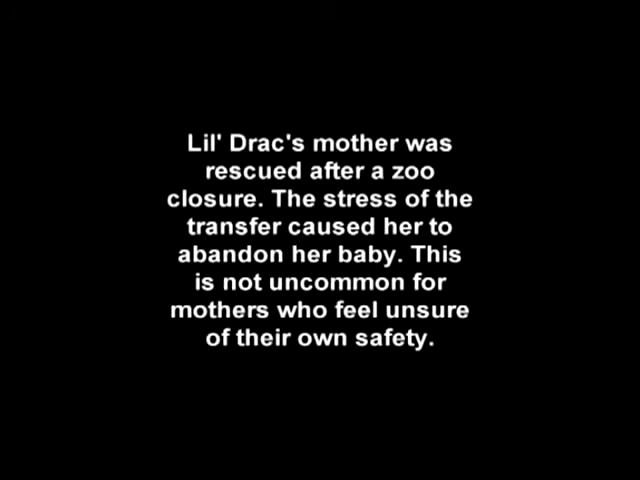 Lil' Drac's mother was
rescued after a zoo
closure. The stress of the
transfer caused her to
abandon her baby. This
is not uncommon for
mothers who feel unsure
of their own safety.